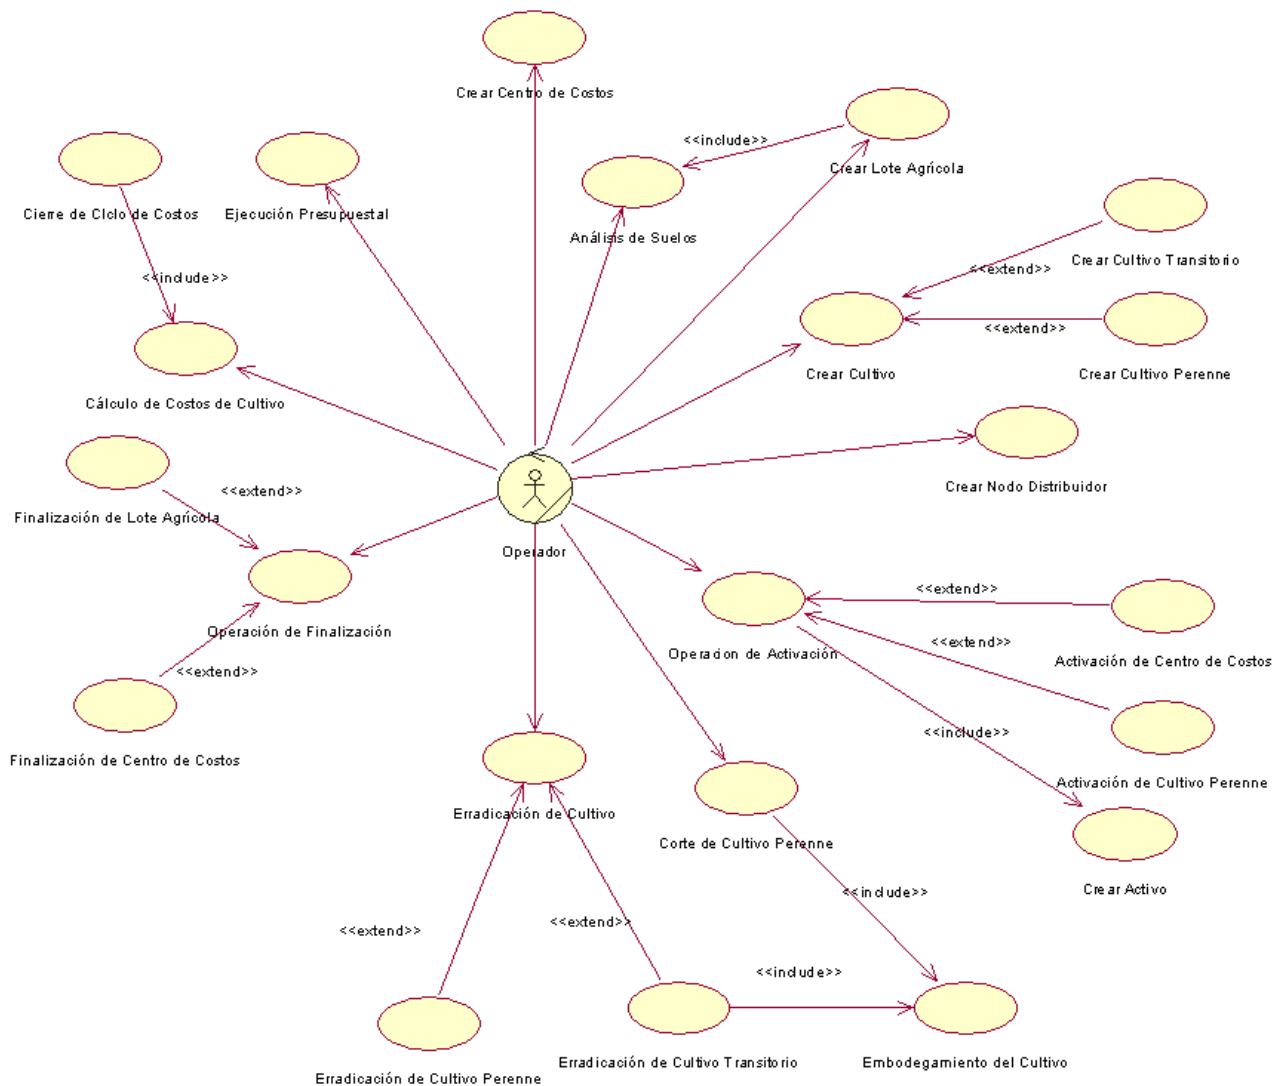 Crear Centro de Costos
<<include>>
Crear Lote Agrícola
Cierre de CIclo de Costos
Ejecución Presupuestal
Análisis de Suelos
<<extend>>
Crear Cultivo Transitorio
<<include>>
<<extend>>
Crear Cultivo
Crear Cultivo Perenne
Cálculo de Costos de Cultivo
Crear Nodo Distribuidor
<<extend>>
Finalización de Lote Agrícola
Operador
<<extend>>
Operación de Finalización
<<extend>>
Operacion de Activación
Activación de Centro de Costos
<<extend>>
<<include>>
Finalización de Centro de Costos
Activación de Cultivo Perenne
Erradicación de Cultivo
Corte de Cultivo Perenne
Crear Activo
<<include>>
<<extend>>
<<extend>>
<<include>>
Erradicación de Cultivo Perenne
Erradicación de Cultivo Transitorio
Embodegamiento del Cultivo